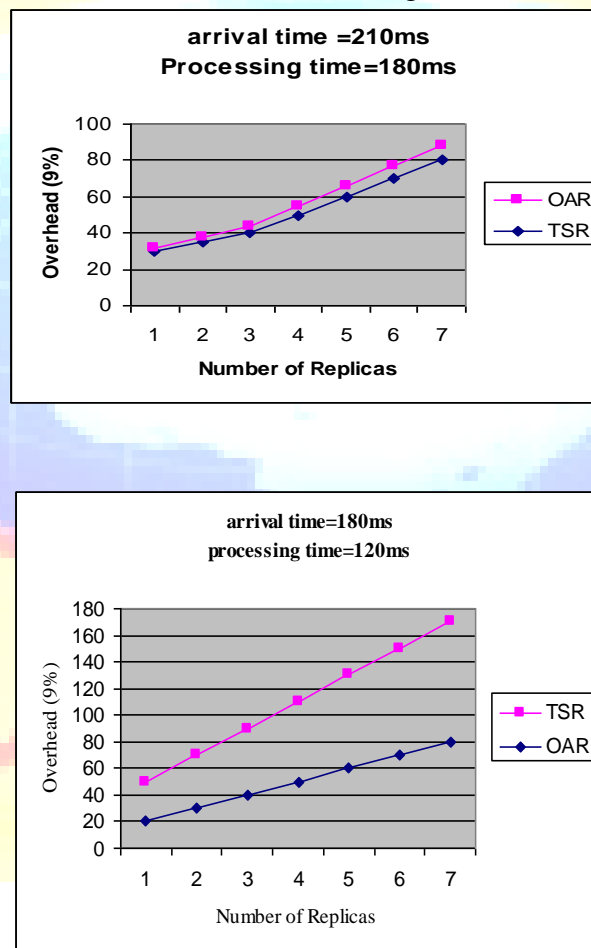 arrival time =210ms
Processing time=180ms
Overhead (9%)
100
80
60
40
20
0
1 2 3 4 5 6 7
Number of Replicas
OAR
TSR
arrival time=180ms
processing time=120ms
Overhead (9%)
180
160
140
120
100
80
60
40
20
0
1 2 3 4 5 6 7
Number of Replicas
TSR
OAR